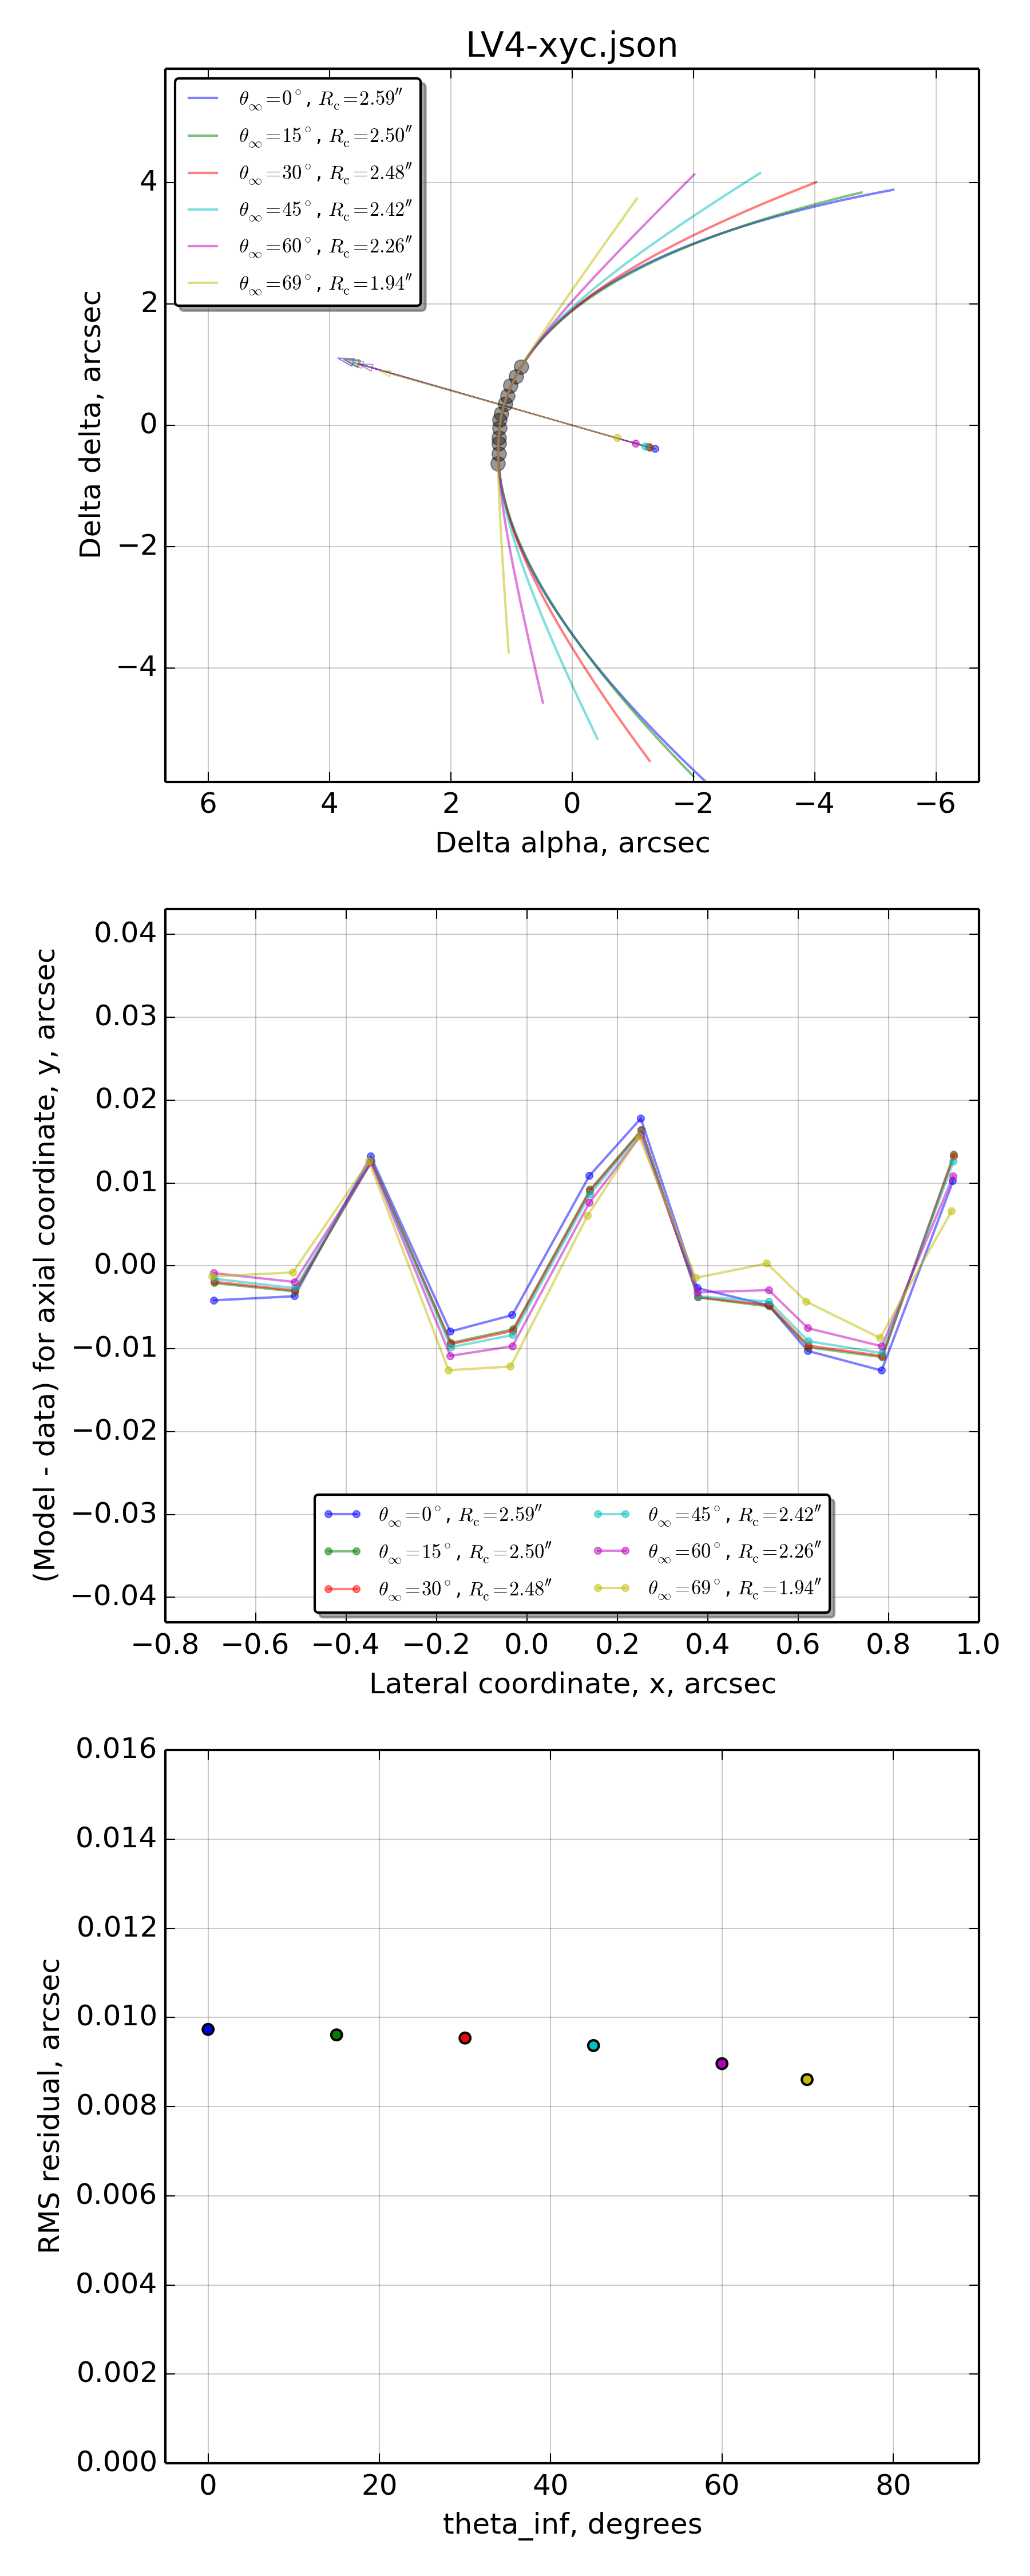 LV4-xyc.json
θ∞=0°, Rc=2.59″
θ∞=15°, Rc=2.50″
θ∞=30°, Rc=2.48″
θ∞=45°, Rc=2.42″
θ∞=60°, Rc=2.26″
θ∞=69°, Rc=1.94″
Delta delta, arcsec
4
2
0
−2
−4
6 4 2 0 −2 −4 −6
Delta alpha, arcsec
(Model - data) for axial coordinate, y, arcsec
0.04
0.03
0.02
0.01
0.00
−0.01
−0.02
−0.03
−0.04
θ∞=0°, Rc=2.59″ θ∞=45°, Rc=2.42″
θ∞=15°, Rc=2.50″ θ∞=60°, Rc=2.26″
θ∞=30°, Rc=2.48″ θ∞=69°, Rc=1.94″
−0.8 −0.6 −0.4 −0.2 0.0 0.2 0.4 0.6 0.8 1.0
Lateral coordinate, x, arcsec
RMS residual, arcsec
0.016
0.014
0.012
0.010
0.008
0.006
0.004
0.002
0.000
0 20 40 60 80
theta_inf, degrees